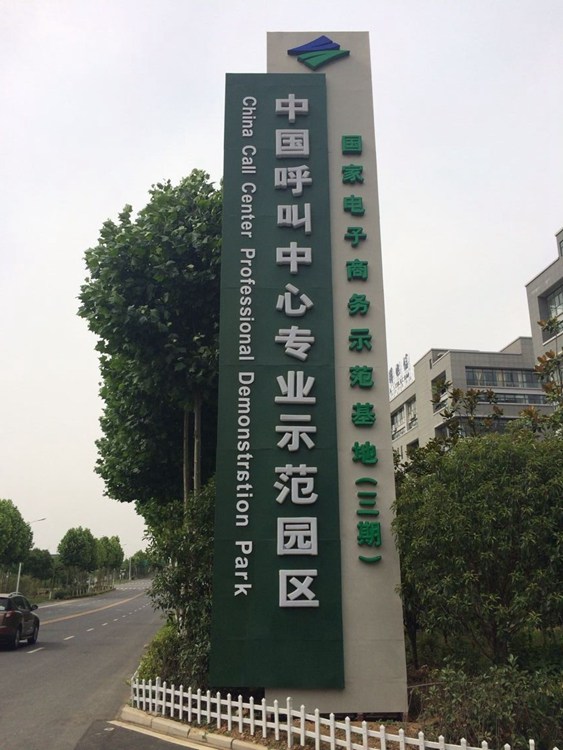 国家电子商务示范基地(三期)
中国呼叫中心专业示范园区
China Call Center Professional Demonstration Park